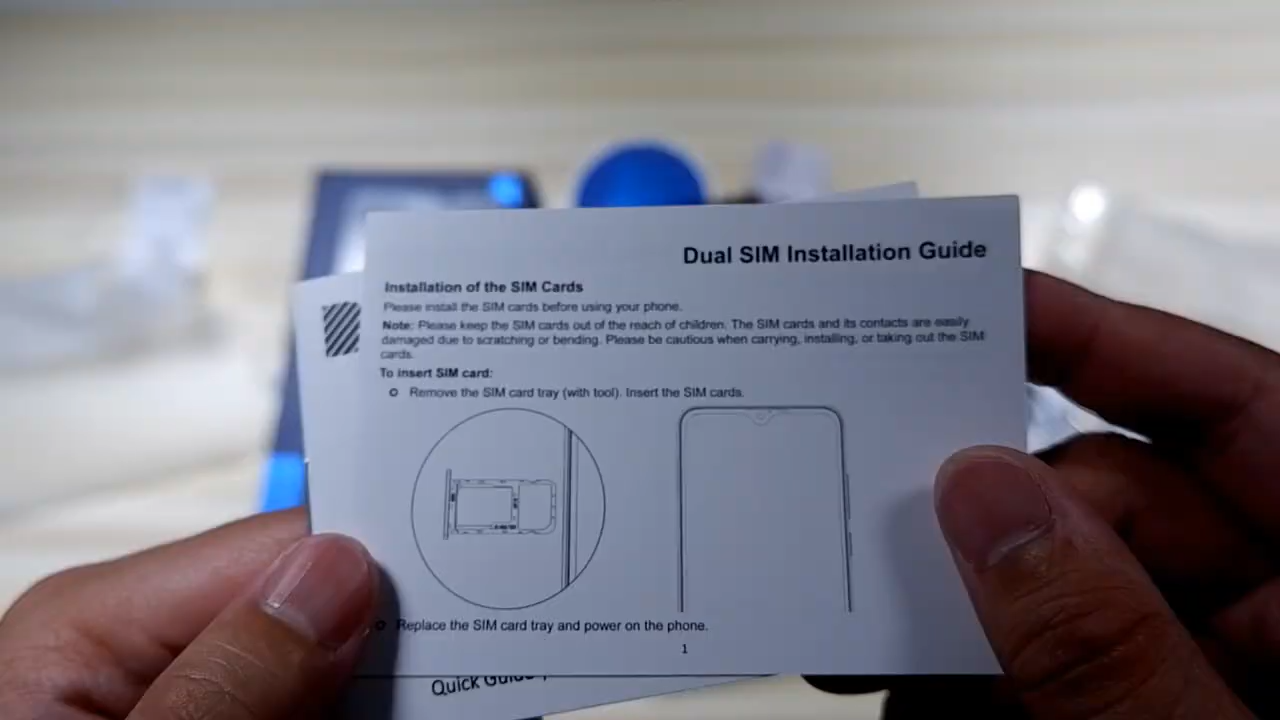 Dual SIM Installation Guide
Installation of the SIM Cards
Please install the SIM cards before using your phone.
Note: Please keep the SIM cards out of the reach of children. The SIM cards and its contacts are easily
damaged due to scratching or bending. Please be cautious when carrying, installing, or taking out the SIM
cards.
To insert SIM card:
Remove the SIM card tray (with tool). Insert the SIM cards.
Replace the SIM card tray and power on the phone.
1
Quick Guide